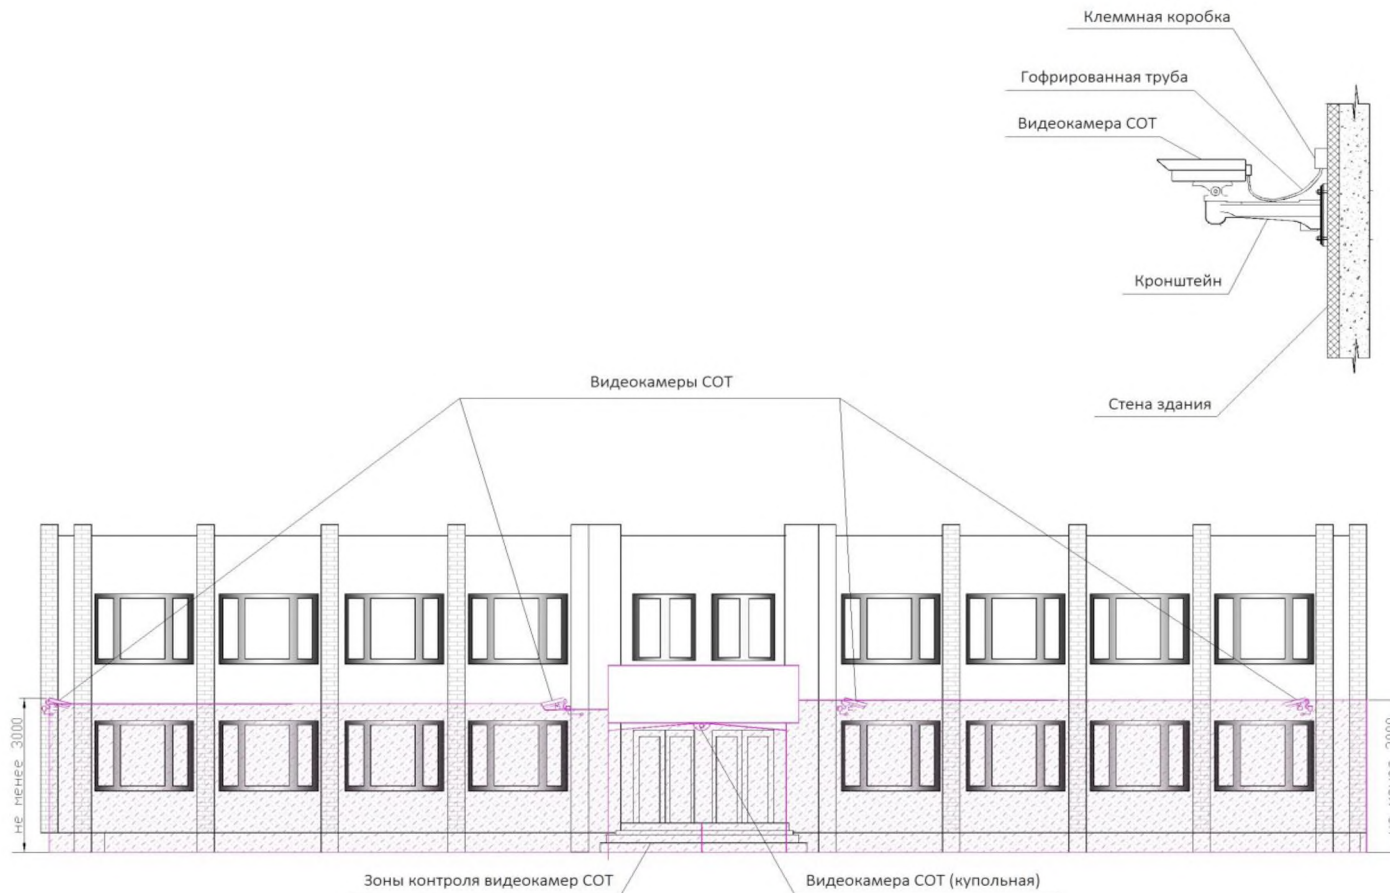 Клеммная коробка
Гофрированная труба
Видеокамера СОТ
Кронштейн
Видеокамеры СОТ
Стена здания
не менее 3000
Зоны контроля видеокамер СОТ
Видеокамера СОТ (купольная)